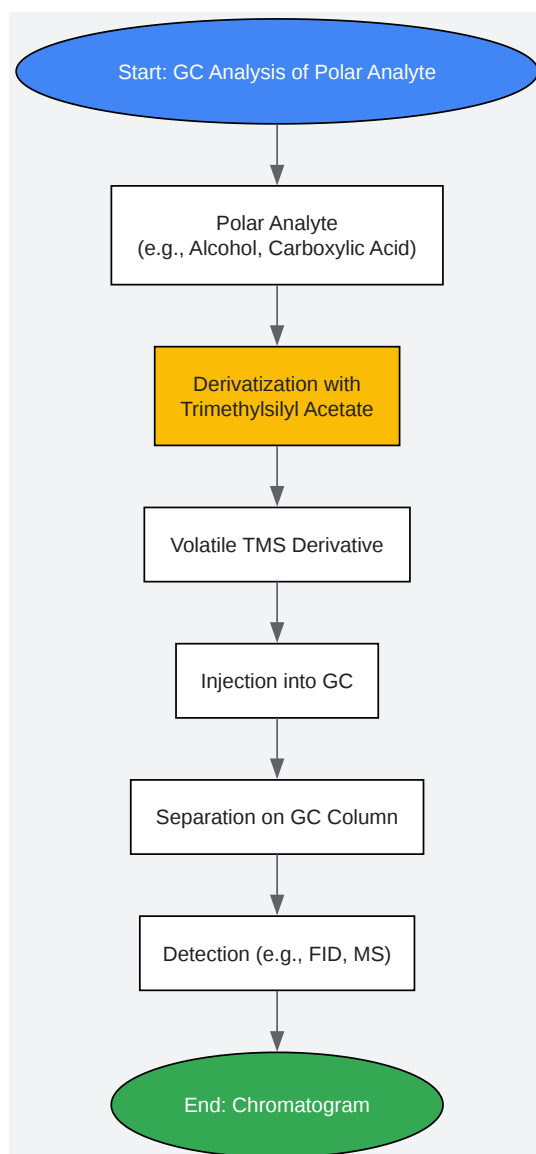 Start: GC Analysis of Polar Analyte
Polar Analyte
(e.g., Alcohol, Carboxylic Acid)
Derivatization with
Trimethylsilyl Acetate
Volatile TMS Derivative
Injection into GC
Separation on GC Column
Detection (e.g., FID, MS)
End: Chromatogram